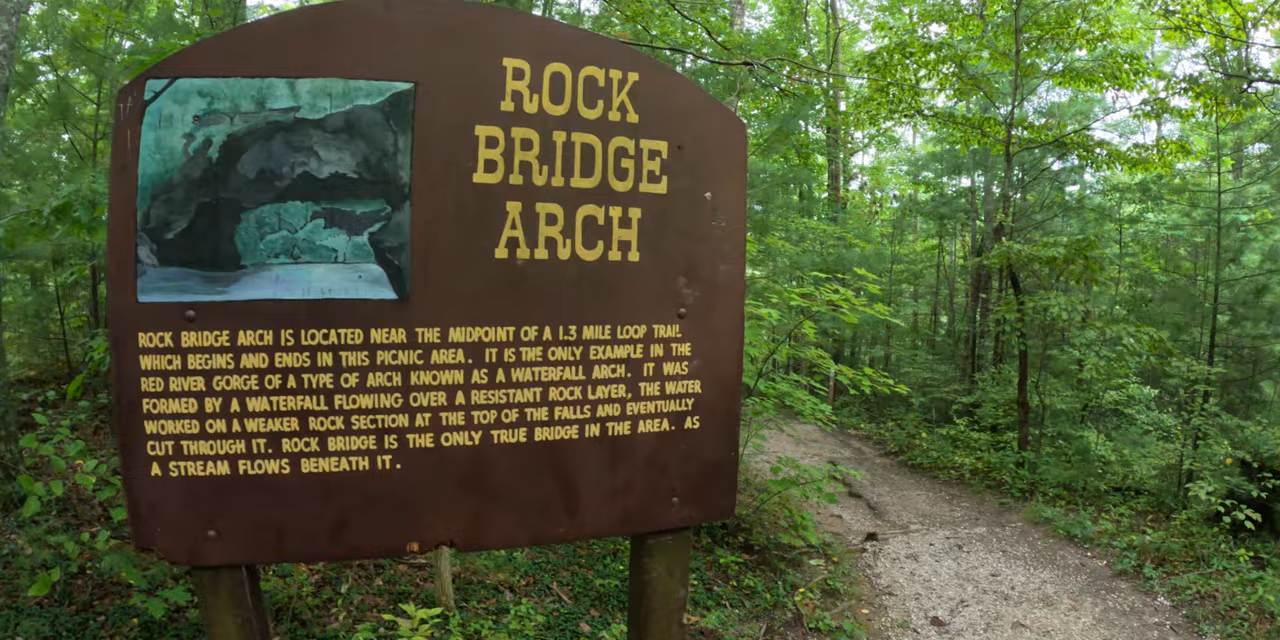 ROCK
BRIDGE
ARCH
ROCK BRIDGE ARCH IS LOCATED NEAR THE MIDPOINT OF A 1.3 MILE LOOP TRAIL
WHICH BEGINS AND ENDS IN THIS PICNIC AREA. IT IS THE ONLY EXAMPLE IN THE
RED RIVER GORGE OF A TYPE OF ARCH KNOWN AS A WATERFALL ARCH. IT WAS
FORMED BY A WATERFALL FLOWING OVER A RESISTANT ROCK LAYER, THE WATER
WORKED ON A WEAKER ROCK SECTION AT THE TOP OF THE FALLS AND EVENTUALLY
CUT THROUGH IT. ROCK BRIDGE IS THE ONLY TRUE BRIDGE IN THE AREA. AS
A STREAM FLOWS BENEATH IT.